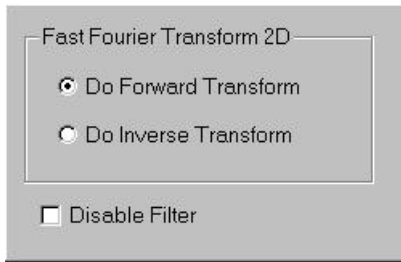 Fast Fourier Transform 2D
Do Forward Transform
Do Inverse Transform
Disable Filter